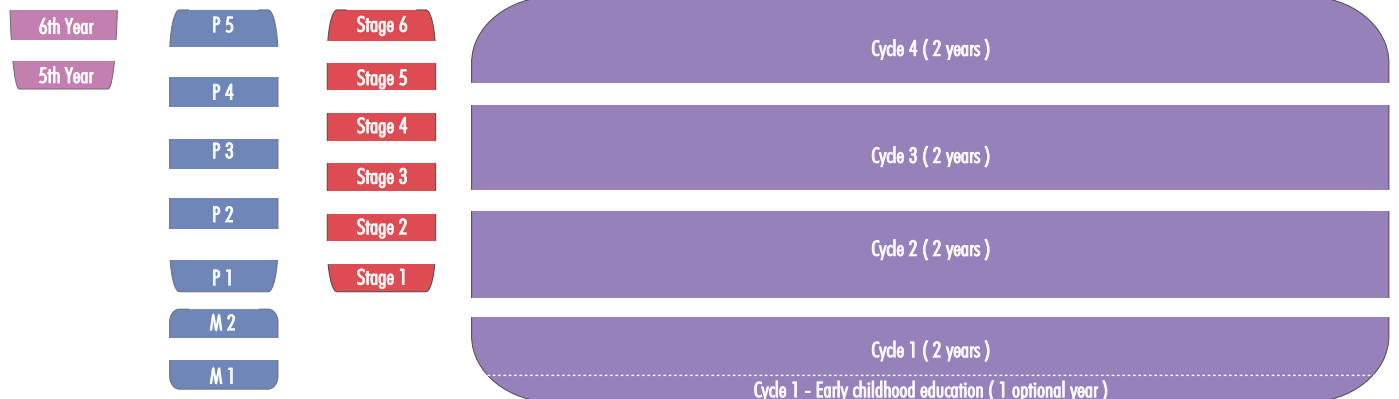 6th Year
5th Year
P 5
P 4
P 3
P 2
P 1
M 2
M 1
Stage 6
Stage 5
Stage 4
Stage 3
Stage 2
Stage 1
Cycle 4 ( 2 years )
Cycle 3 ( 2 years )
Cycle 2 ( 2 years )
Cycle 1 ( 2 years )
Cycle 1 - Early childhood education ( 1 optional year )